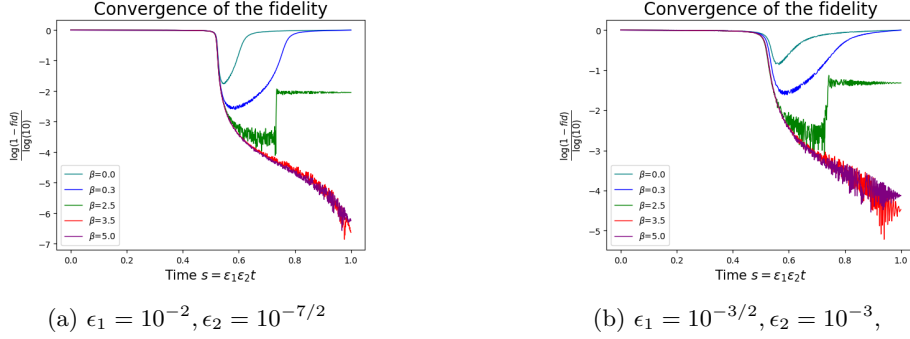 Convergence of the fidelity
log(1 − fid)
log(10)
0
−1
−2
−3
−4
−5
−6
−7
β=0.0
β=0.3
β=2.5
β=3.5
β=5.0
0.0 0.2 0.4 0.6 0.8 1.0
Time s = ε₁ε₂t
(a) ϵ₁ = 10⁻², ϵ₂ = 10⁻⁷ᐟ²
Convergence of the fidelity
log(1 − fid)
log(10)
0
−1
−2
−3
−4
−5
β=0.0
β=0.3
β=2.5
β=3.5
β=5.0
0.0 0.2 0.4 0.6 0.8 1.0
Time s = ε₁ε₂t
(b) ϵ₁ = 10⁻³ᐟ², ϵ₂ = 10⁻³,